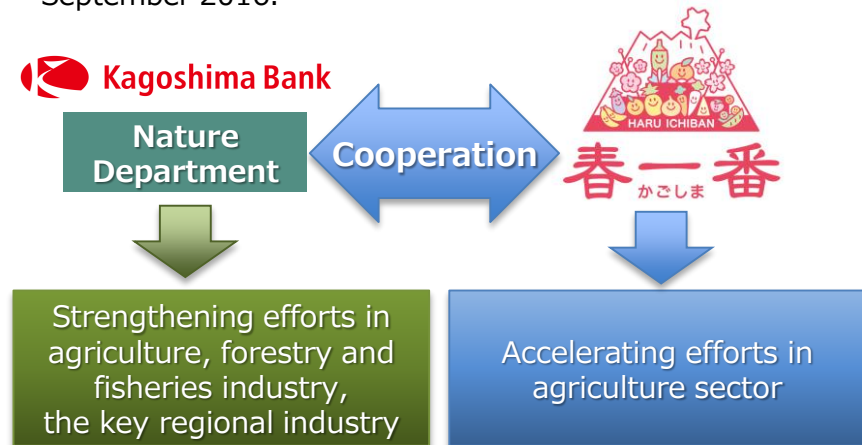 September 2016.
Kagoshima Bank
Nature
Department
Cooperation
HARU ICHIBAN
春一番
かごしま
Strengthening efforts in
agriculture, forestry and
fisheries industry,
the key regional industry
Accelerating efforts in
agriculture sector